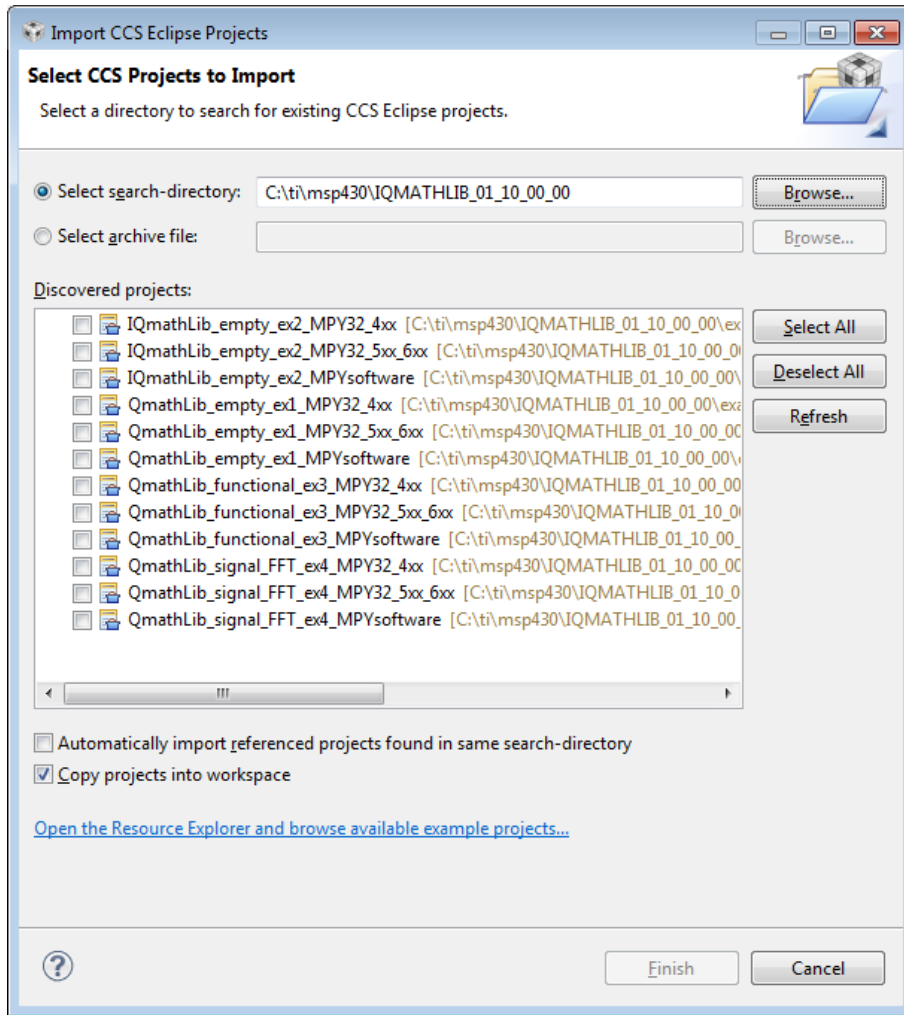 Import CCS Eclipse Projects
Select CCS Projects to Import
Select a directory to search for existing CCS Eclipse projects.
Select search-directory: C:\ti\msp430\IQMATHLIB_01_10_00_00 Browse...
Select archive file: Browse...
Discovered projects:
IQmathLib_empty_ex2_MPY32_4xx [C:\ti\msp430\IQMATHLIB_01_10_00_00\ex
IQmathLib_empty_ex2_MPY32_5xx_6xx [C:\ti\msp430\IQMATHLIB_01_10_00_0
IQmathLib_empty_ex2_MPYsoftware [C:\ti\msp430\IQMATHLIB_01_10_00_00\
QmathLib_empty_ex1_MPY32_4xx [C:\ti\msp430\IQMATHLIB_01_10_00_00\exa
QmathLib_empty_ex1_MPY32_5xx_6xx [C:\ti\msp430\IQMATHLIB_01_10_00_00
QmathLib_empty_ex1_MPYsoftware [C:\ti\msp430\IQMATHLIB_01_10_00_00\
QmathLib_functional_ex3_MPY32_4xx [C:\ti\msp430\IQMATHLIB_01_10_00_00
QmathLib_functional_ex3_MPY32_5xx_6xx [C:\ti\msp430\IQMATHLIB_01_10_0
QmathLib_functional_ex3_MPYsoftware [C:\ti\msp430\IQMATHLIB_01_10_00_
QmathLib_signal_FFT_ex4_MPY32_4xx [C:\ti\msp430\IQMATHLIB_01_10_00_00
QmathLib_signal_FFT_ex4_MPY32_5xx_6xx [C:\ti\msp430\IQMATHLIB_01_10_0
QmathLib_signal_FFT_ex4_MPYsoftware [C:\ti\msp430\IQMATHLIB_01_10_00_
Select All
Deselect All
Refresh
Automatically import referenced projects found in same search-directory
Copy projects into workspace
Open the Resource Explorer and browse available example projects...
? Finish Cancel